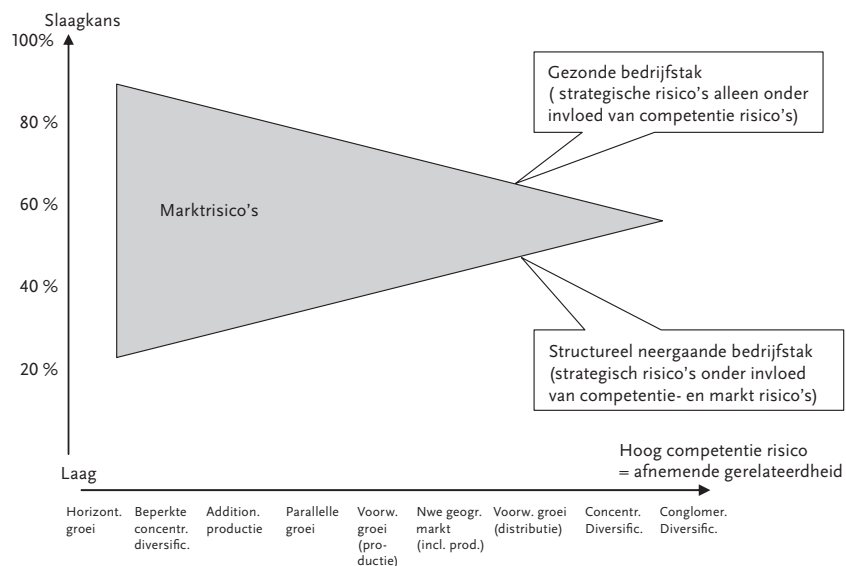 Slaagkans
100%
80 %
60 %
40 %
20 %
Marktrisico's
Gezonde bedrijfstak
( strategische risico's alleen onder
invloed van competentie risico's)
Structureel neergaande bedrijfstak
(strategisch risico's onder invloed
van competentie- en markt risico's)
Hoog competentie risico
= afnemende gerelateerdheid
Laag
Horizont.
groei
Beperkte
concentr.
diversific.
Addition.
productie
Parallelle
groei
Voorw.
groei
(pro-
ductie)
Nwe geogr.
markt
(incl. prod.)
Voorw. groei
(distributie)
Concentr.
Diversific.
Conglomer.
Diversific.